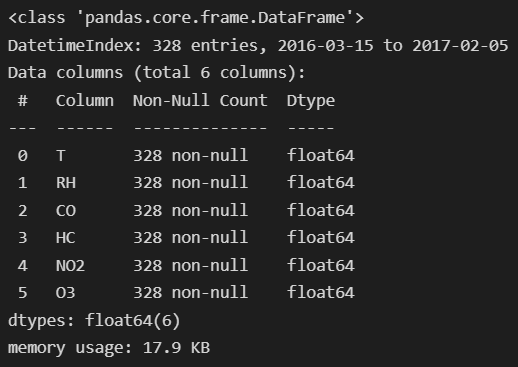 <class 'pandas.core.frame.DataFrame'>
DatetimeIndex: 328 entries, 2016-03-15 to 2017-02-05
Data columns (total 6 columns):
 #   Column  Non-Null Count  Dtype
---  ------  --------------  -----
 0   T       328 non-null    float64
 1   RH      328 non-null    float64
 2   CO      328 non-null    float64
 3   HC      328 non-null    float64
 4   NO2     328 non-null    float64
 5   O3      328 non-null    float64
dtypes: float64(6)
memory usage: 17.9 KB